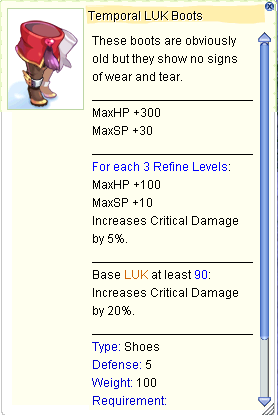 Temporal LUK Boots
These boots are obviously
old but they show no signs
of wear and tear.
MaxHP +300
MaxSP +30
For each 3 Refine Levels:
MaxHP +100
MaxSP +10
Increases Critical Damage
by 5%.
Base LUK at least 90:
Increases Critical Damage
by 20%.
Type: Shoes
Defense: 5
Weight: 100
Requirement: